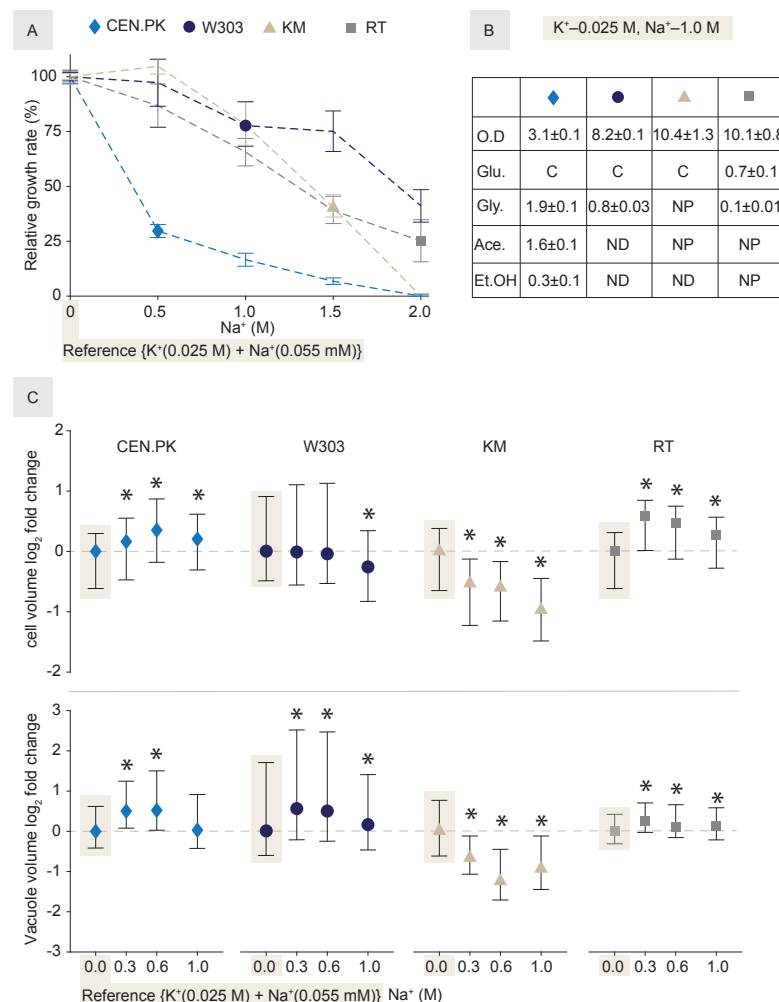 A
CEN.PK W303 KM RT
Relative growth rate (%)
100
75
50
25
0
0 0.5 1.0 1.5 2.0
Na⁺ (M)
Reference {K⁺(0.025 M) + Na⁺(0.055 mM)}
B
K⁺–0.025 M, Na⁺–1.0 M
O.D 3.1±0.1 8.2±0.1 10.4±1.3 10.1±0.8
Glu. C C C 0.7±0.1
Gly. 1.9±0.1 0.8±0.03 NP 0.1±0.01
Ace. 1.6±0.1 ND NP NP
Et.OH 0.3±0.1 ND ND NP
C
CEN.PK W303 KM RT
cell volume log₂ fold change
2
1
0
-1
-2
* * * * * * * * * *
Vacuole volume log₂ fold change
3
2
1
0
-1
-2
-3
* * * * * * * * * * *
0.0 0.3 0.6 1.0 0.0 0.3 0.6 1.0 0.0 0.3 0.6 1.0 0.0 0.3 0.6 1.0
Reference {K⁺(0.025 M) + Na⁺(0.055 mM)} Na⁺ (M)